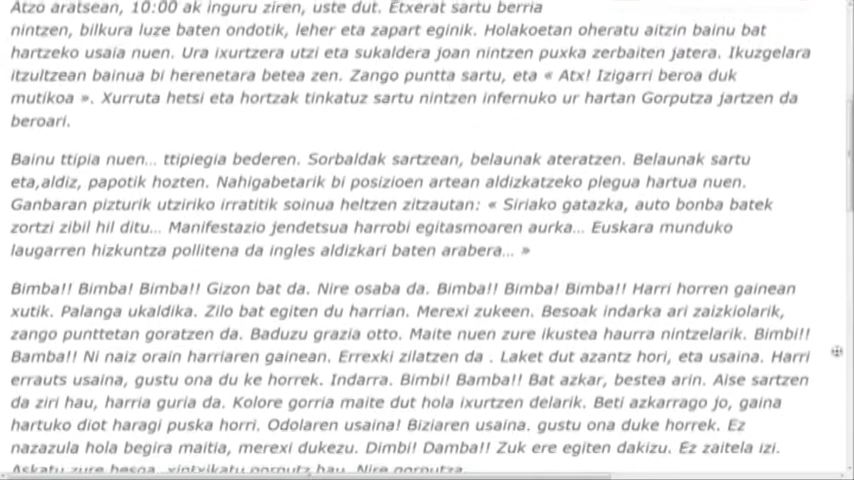 Atzo aratsean, 10:00 ak inguru ziren, uste dut. Etxerat sartu berria
nintzen, bilkura luze baten ondotik, leher eta zapart eginik. Holakoetan oheratu aitzin bainu bat
hartzeko usaia nuen. Ura ixurtzera utzi eta sukaldera joan nintzen puxka zerbaiten jatera. Ikuzgelara
itzultzean bainua bi herenetara betea zen. Zango puntta sartu, eta « Atx! Izigarri beroa duk
mutikoa ». Xurruta hetsi eta hortzak tinkatuz sartu nintzen infernuko ur hartan Gorputza jartzen da
beroari.
Bainu ttipia nuen... ttipiegia bederen. Sorbaldak sartzean, belaunak ateratzen. Belaunak sartu
eta,aldiz, papotik hozten. Nahigabetarik bi posizioen artean aldizkatzeko plegua hartua nuen.
Ganbaran pizturik utziriko irratitik soinua heltzen zitzautan: « Siriako gatazka, auto bonba batek
zortzi zibil hil ditu... Manifestazio jendetsua harrobi egitasmoaren aurka... Euskara munduko
laugarren hizkuntza pollitena da ingles aldizkari baten arabera... »
Bimba!! Bimba! Bimba!! Gizon bat da. Nire osaba da. Bimba!! Bimba! Bimba!! Harri horren gainean
xutik. Palanga ukaldika. Zilo bat egiten du harrian. Merexi zukeen. Besoak indarka ari zaizkiolarik,
zango punttetan goratzen da. Baduzu grazia otto. Maite nuen zure ikustea haurra nintzelarik. Bimbi!!
Bamba!! Ni naiz orain harriaren gainean. Errexki zilatzen da . Laket dut azantz hori, eta usaina. Harri
errauts usaina, gustu ona du ke horrek. Indarra. Bimbi! Bamba!! Bat azkar, bestea arin. Aise sartzen
da ziri hau, harria guria da. Kolore gorria maite dut hola ixurtzen delarik. Beti azkarrago jo, gaina
hartuko diot haragi puska horri. Odolaren usaina! Biziaren usaina. gustu ona duke horrek. Ez
nazazula hola begira maitia, merexi dukezu. Dimbi! Damba!! Zuk ere egiten dakizu. Ez zaitela izi.
Askatu zure besoa, xintxikatu gorputz hau. Nire gorputza.